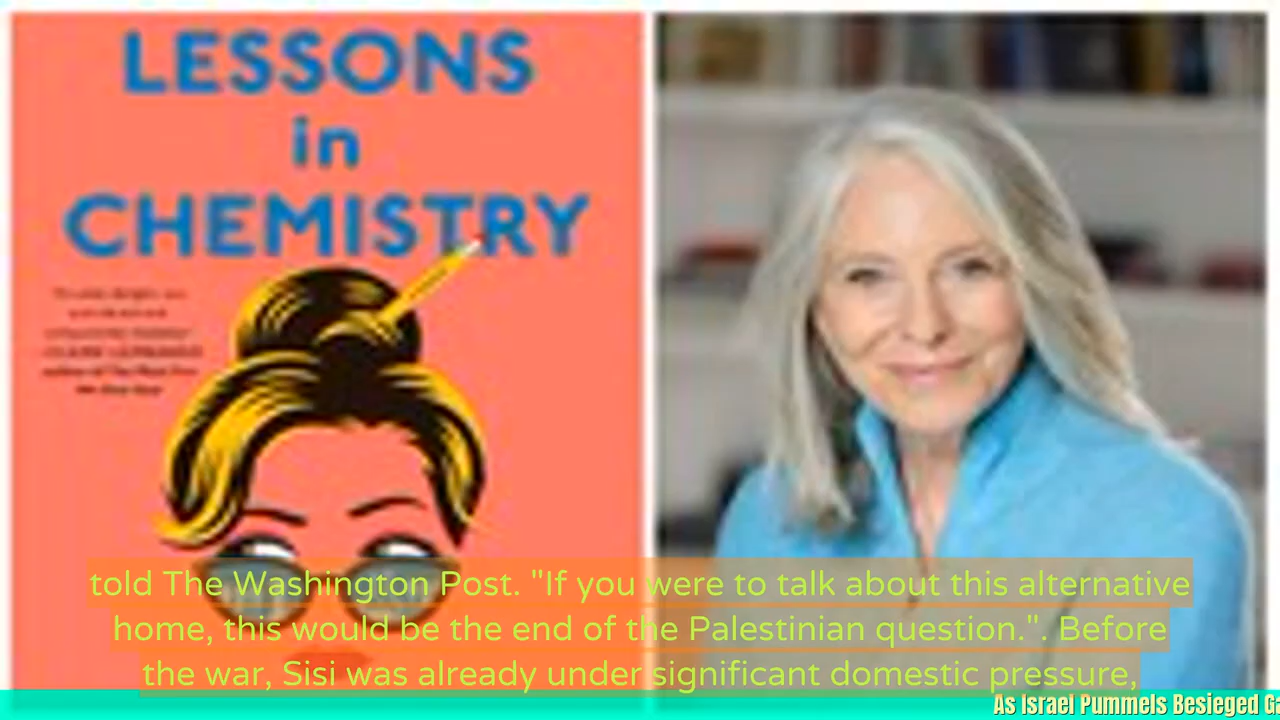 LESSONS
in
CHEMISTRY
told The Washington Post. "If you were to talk about this alternative
home, this would be the end of the Palestinian question.". Before
the war, Sisi was already under significant domestic pressure,
As Israel Pummels Besieged Ga